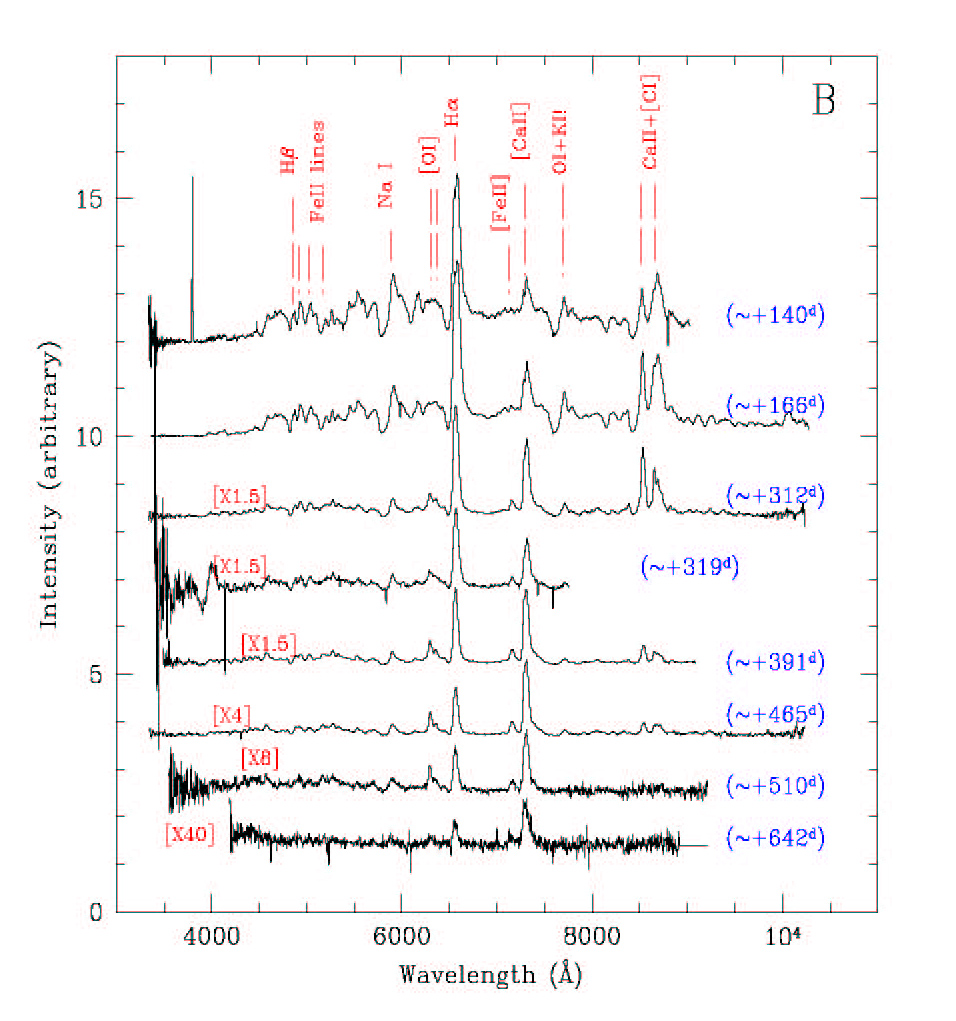 B
Hβ
FeII lines
Na I
[OI]
Hα
[FeII]
[CaII]
OI+KI!
CaII+[CI]
15
10
5
0
Intensity (arbitrary)
(~+140ᵈ)
(~+166ᵈ)
[X1.5]
(~+312ᵈ)
[X1.5]
(~+319ᵈ)
[X1.5]
(~+391ᵈ)
[X4]
(~+465ᵈ)
[X8]
(~+510ᵈ)
[X40]
(~+642ᵈ)
4000
6000
8000
10⁴
Wavelength (Å)